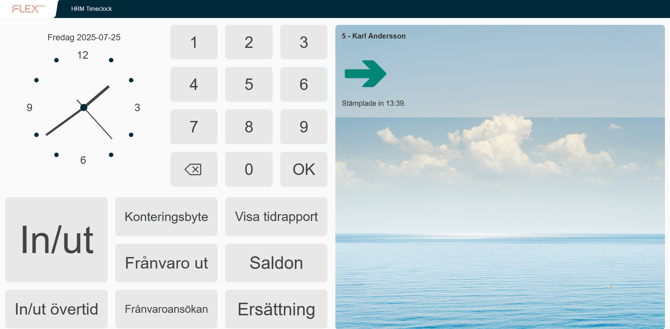 FLEX HRM Timeclock
Fredag 2025-07-25
12
9
3
6
1 2 3
4 5 6
7 8 9
0 OK
In/ut
Konteringsbyte
Visa tidrapport
Frånvaro ut
Saldon
In/ut övertid
Frånvaroansökan
Ersättning
5 - Karl Andersson
Stämplade in 13:39.